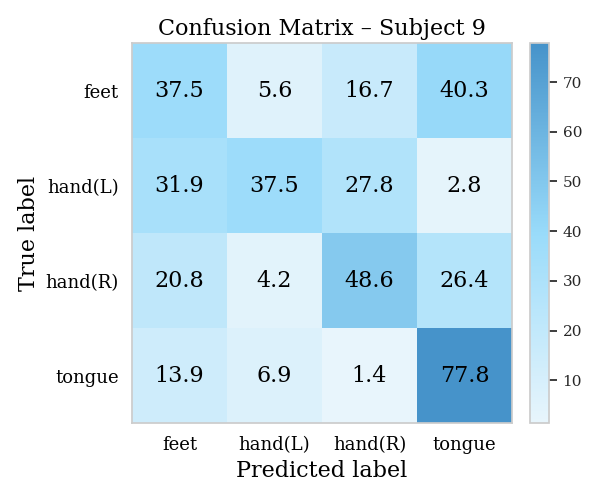 Confusion Matrix – Subject 9
feet 37.5 5.6 16.7 40.3
hand(L) 31.9 37.5 27.8 2.8
hand(R) 20.8 4.2 48.6 26.4
tongue 13.9 6.9 1.4 77.8
feet hand(L) hand(R) tongue
Predicted label
True label
70
60
50
40
30
20
10